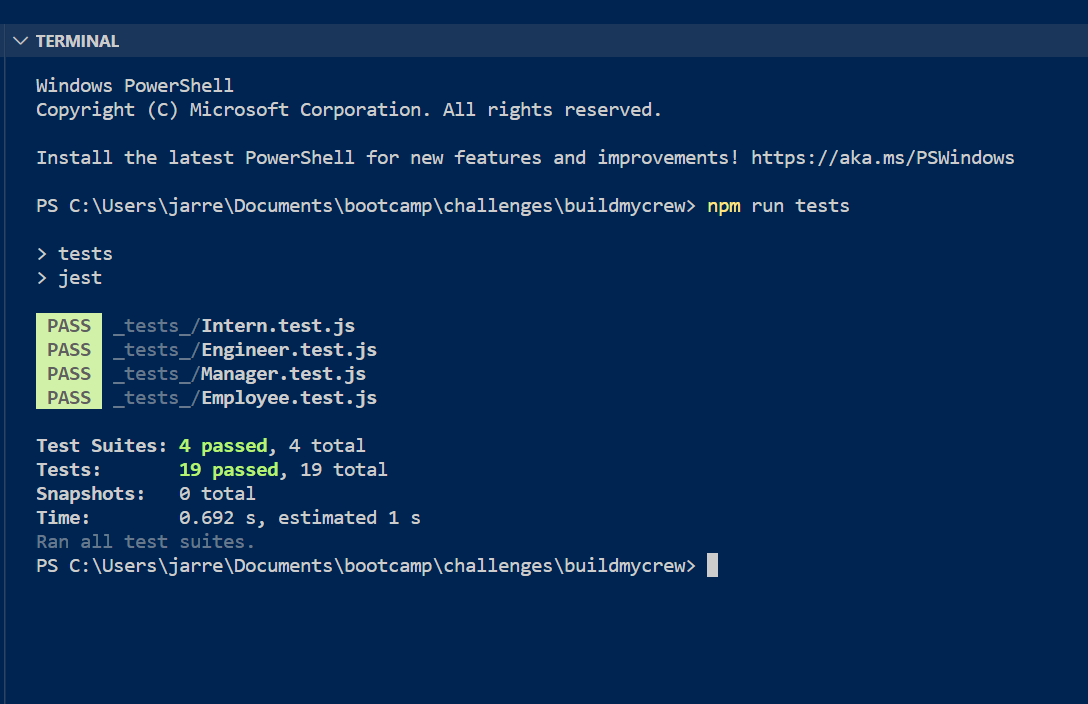 TERMINAL
Windows PowerShell
Copyright (C) Microsoft Corporation. All rights reserved.
Install the latest PowerShell for new features and improvements! https://aka.ms/PSWindows
PS C:\Users\jarre\Documents\bootcamp\challenges\buildmycrew> npm run tests
> tests
> jest
PASS _tests_/Intern.test.js
PASS _tests_/Engineer.test.js
PASS _tests_/Manager.test.js
PASS _tests_/Employee.test.js
Test Suites: 4 passed, 4 total
Tests: 19 passed, 19 total
Snapshots: 0 total
Time: 0.692 s, estimated 1 s
Ran all test suites.
PS C:\Users\jarre\Documents\bootcamp\challenges\buildmycrew>